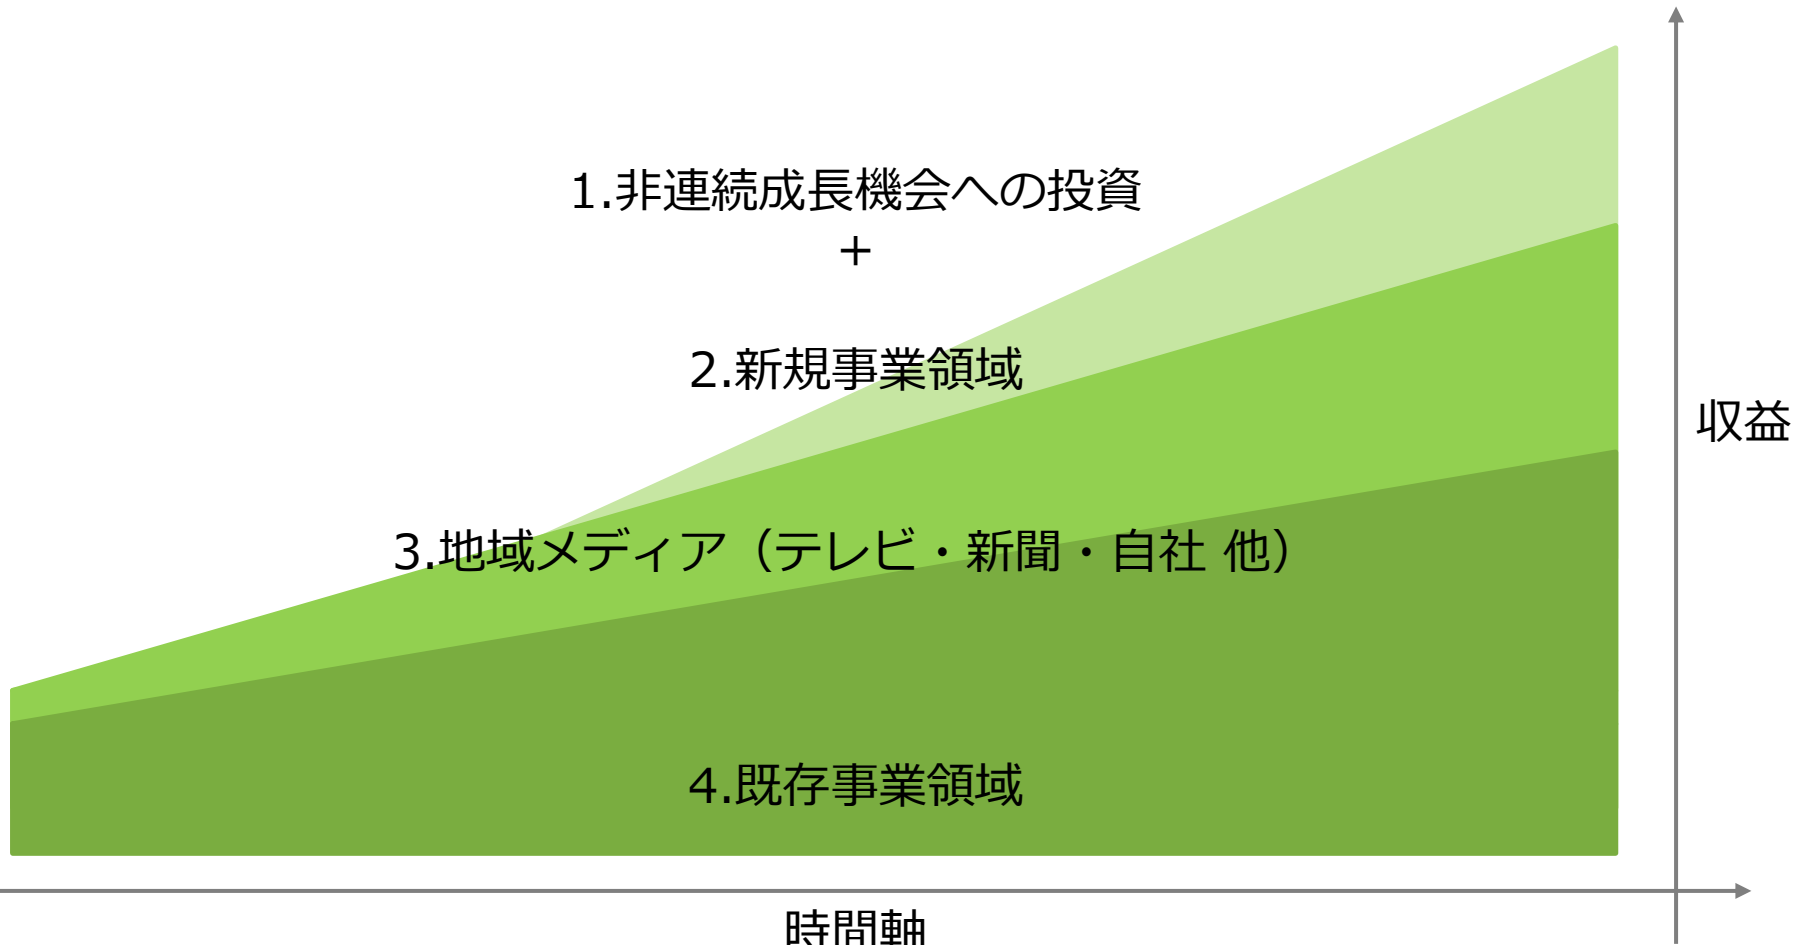 1.非連続成長機会への投資
+
2.新規事業領域
収益
3.地域メディア（テレビ・新聞・自社 他）
4.既存事業領域
時間軸